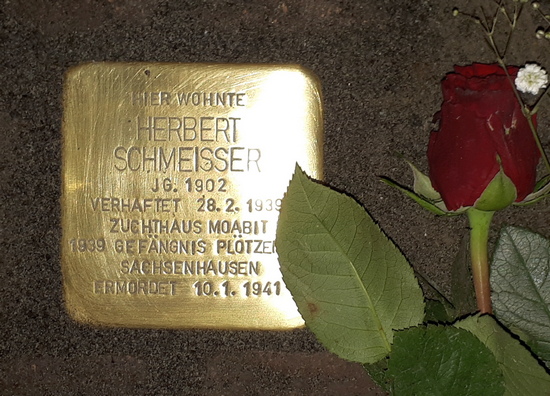 HIER WOHNTE
HERBERT
SCHMEISSER
JG. 1902
VERHAFTET 28.2.1939
ZUCHTHAUS MOABIT
1939 GEFÄNGNIS PLÖTZE
SACHSENHAUSEN
ERMORDET 10.1.1941